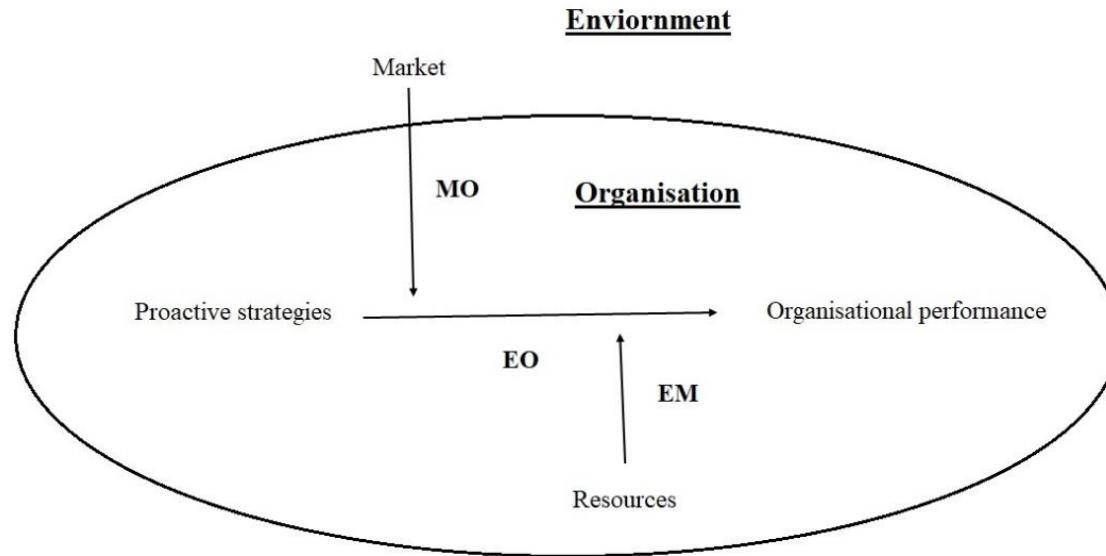 Enviornment
Market
MO
Organisation
Proactive strategies
Organisational performance
EO
EM
Resources